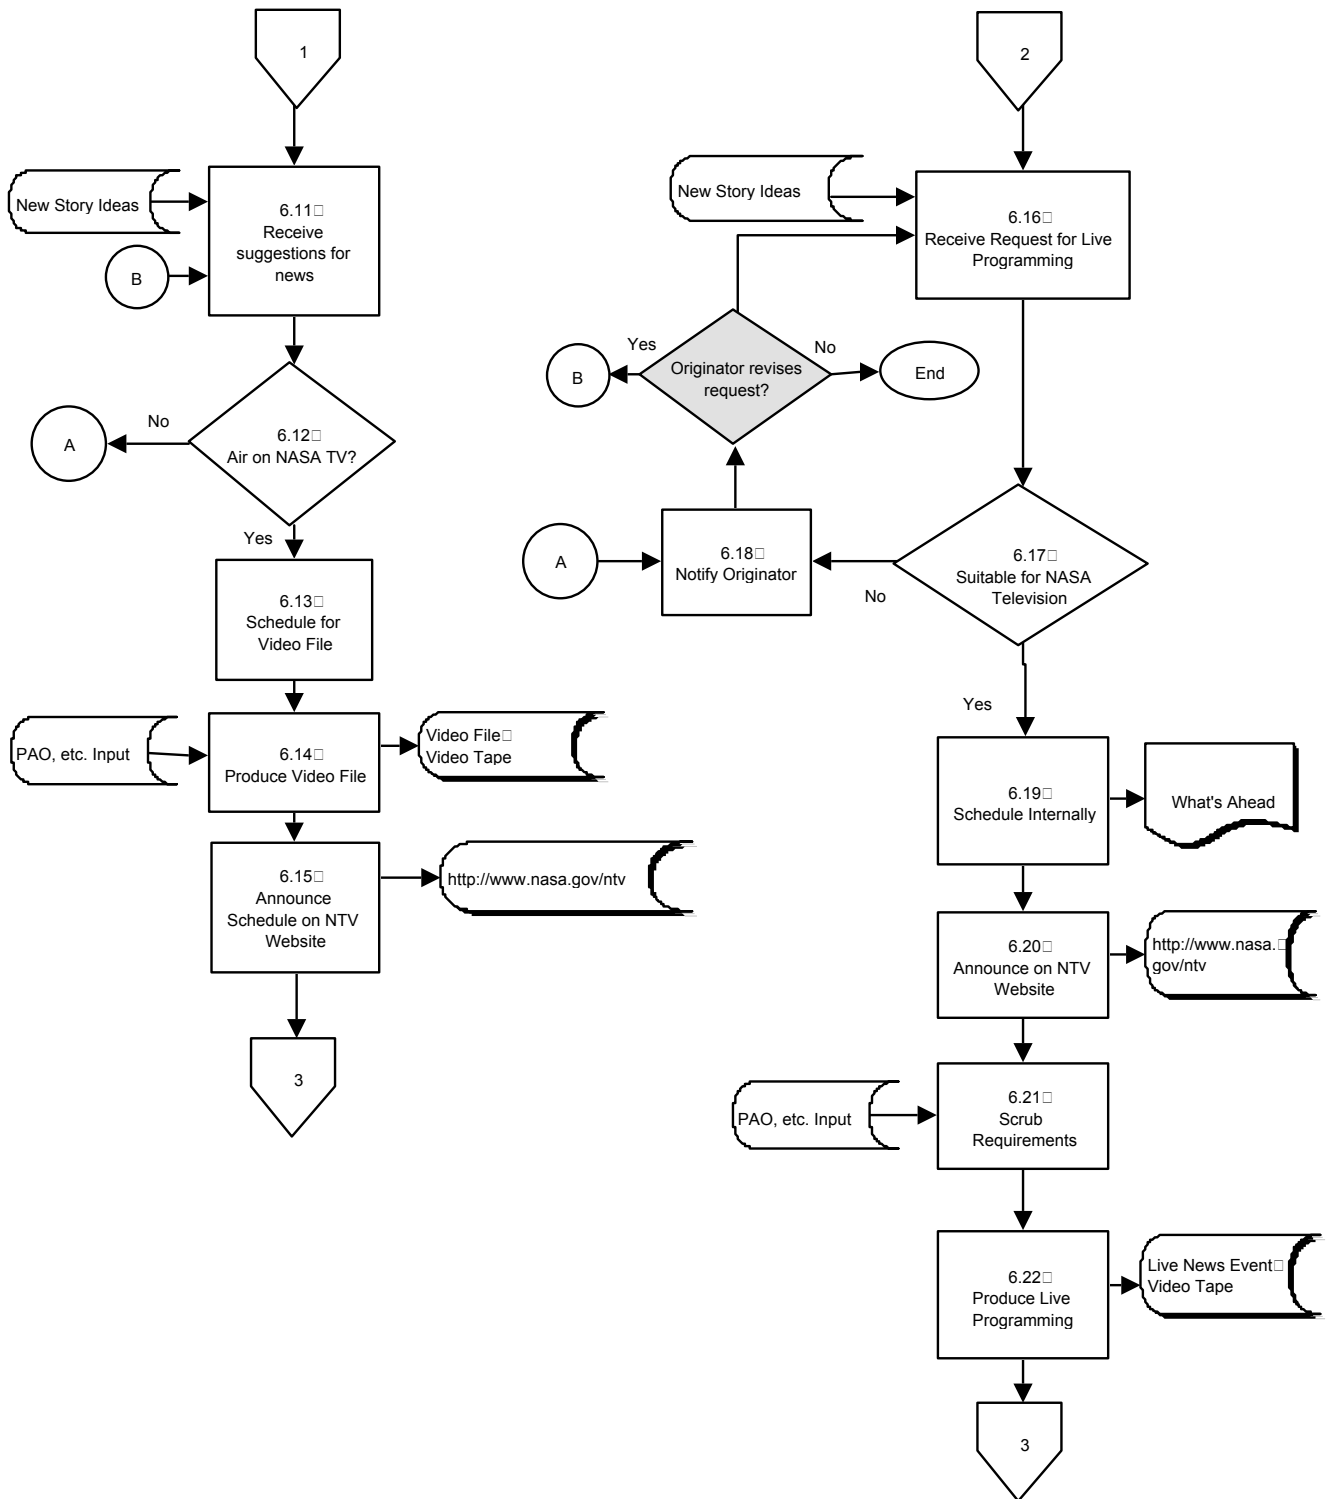 1
New Story Ideas
6.11
Receive
suggestions for
news
B
6.12
Air on NASA TV?
No
A
Yes
6.13
Schedule for
Video File
PAO, etc. Input
6.14
Produce Video File
Video File
Video Tape
6.15
Announce
Schedule on NTV
Website
http://www.nasa.gov/ntv
3
2
New Story Ideas
6.16
Receive Request for Live
Programming
Originator revises
request?
Yes
B
No
End
6.17
Suitable for NASA
Television
No
6.18
Notify Originator
A
Yes
6.19
Schedule Internally
What's Ahead
6.20
Announce on NTV
Website
http://www.nasa.
gov/ntv
PAO, etc. Input
6.21
Scrub
Requirements
6.22
Produce Live
Programming
Live News Event
Video Tape
3